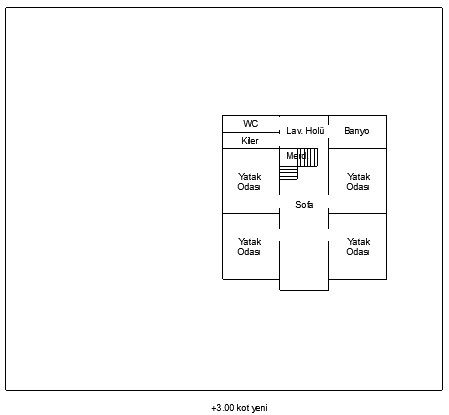 WC
Lav. Holü
Banyo
Kiler
Merd.
Yatak
Odası
Yatak
Odası
Sofa
Yatak
Odası
Yatak
Odası
+3.00 kot yeni